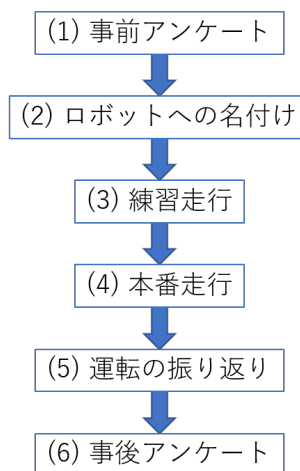 (1) 事前アンケート
(2) ロボットへの名付け
(3) 練習走行
(4) 本番走行
(5) 運転の振り返り
(6) 事後アンケート